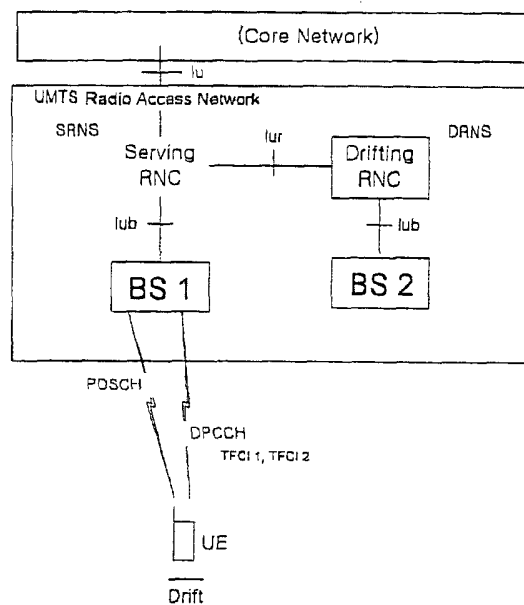 (Core Network)
Iu
UMTS Radio Access Network
SRNS
DRNS
Serving
RNC
Iur
Drifting
RNC
Iub
Iub
BS 1
BS 2
PDSCH
DPCCH
TFCI 1, TFCI 2
UE
Drift